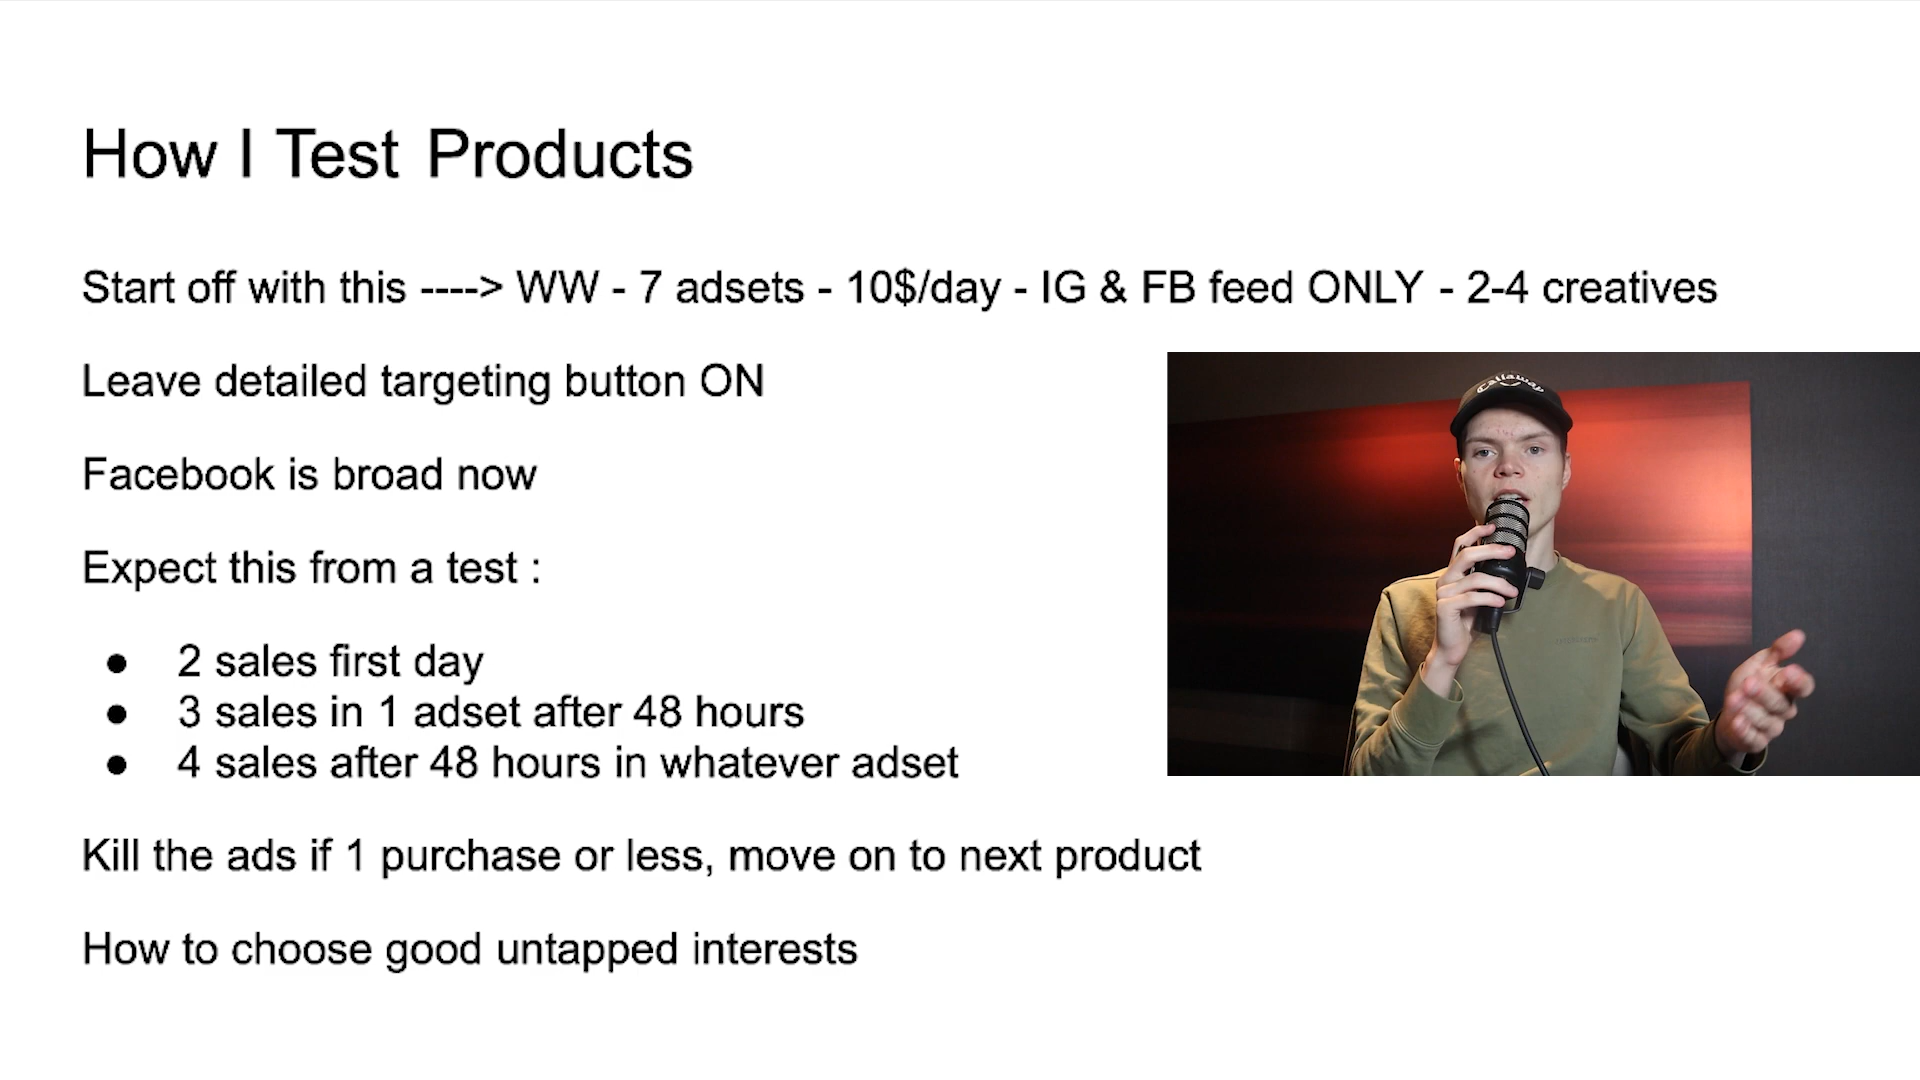 How I Test Products
Start off with this ----> WW - 7 adsets - 10$/day - IG & FB feed ONLY - 2-4 creatives
Leave detailed targeting button ON
Callaway
Facebook is broad now
Expect this from a test :
● 2 sales first day
● 3 sales in 1 adset after 48 hours
● 4 sales after 48 hours in whatever adset
Kill the ads if 1 purchase or less, move on to next product
How to choose good untapped interests